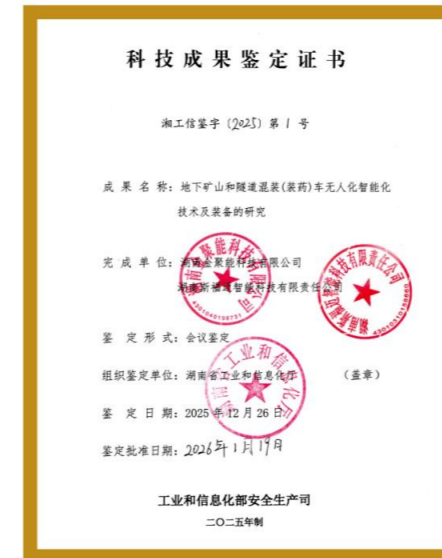 科技成果鉴定证书
湘工信鉴字〔2025〕第 1 号
成 果 名 称：地下矿山和隧道混装(装药)车无人化智能化
技术及装备的研究
完 成 单 位：湖南金聚能科技有限公司
湖南斯福迈智能科技有限责任公司
鉴 定 形 式：会议鉴定
组织鉴定单位：湖南省工业和信息化厅 （盖章）
鉴 定 日 期：2025年12月26日
鉴定批准日期：2026年1月19日
工业和信息化部安全生产司
二〇二五年制